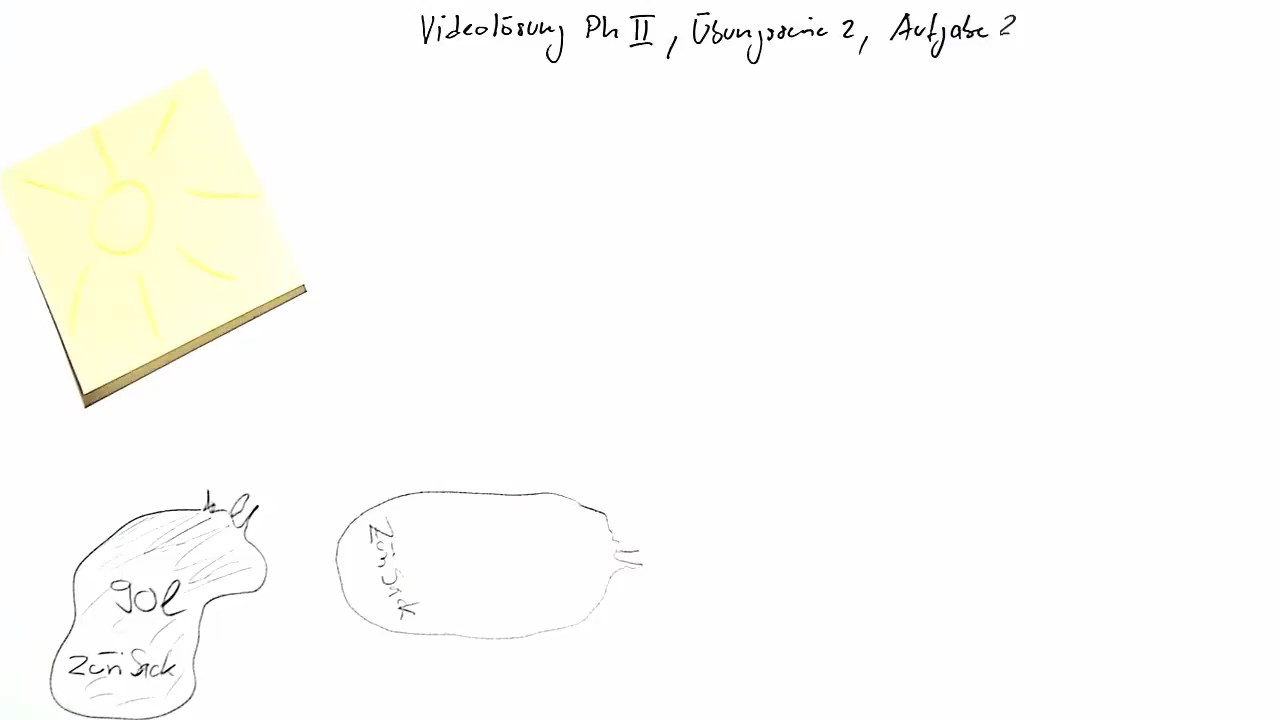 Videolösung Ph II, Übungsserie 2, Aufgabe 2
90l
Züri Sack
Züri Sack